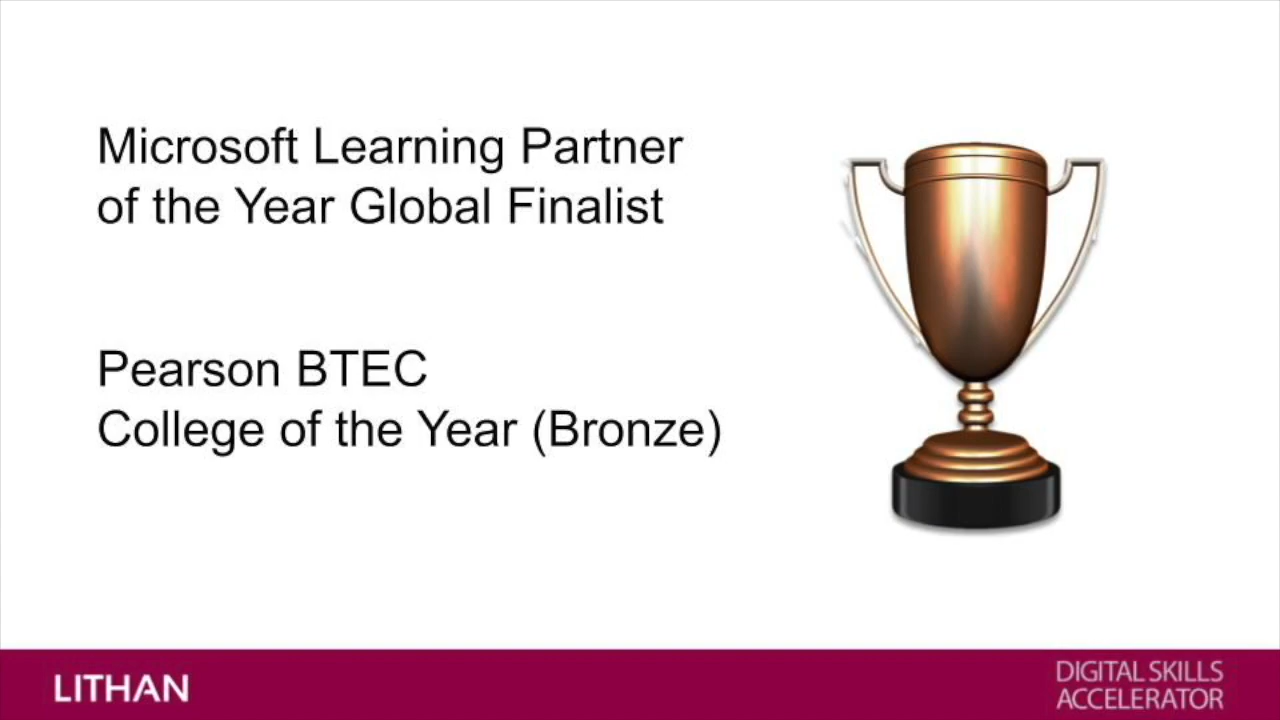 Microsoft Learning Partner
of the Year Global Finalist
Pearson BTEC
College of the Year (Bronze)
LITHAN
DIGITAL SKILLS
ACCELERATOR